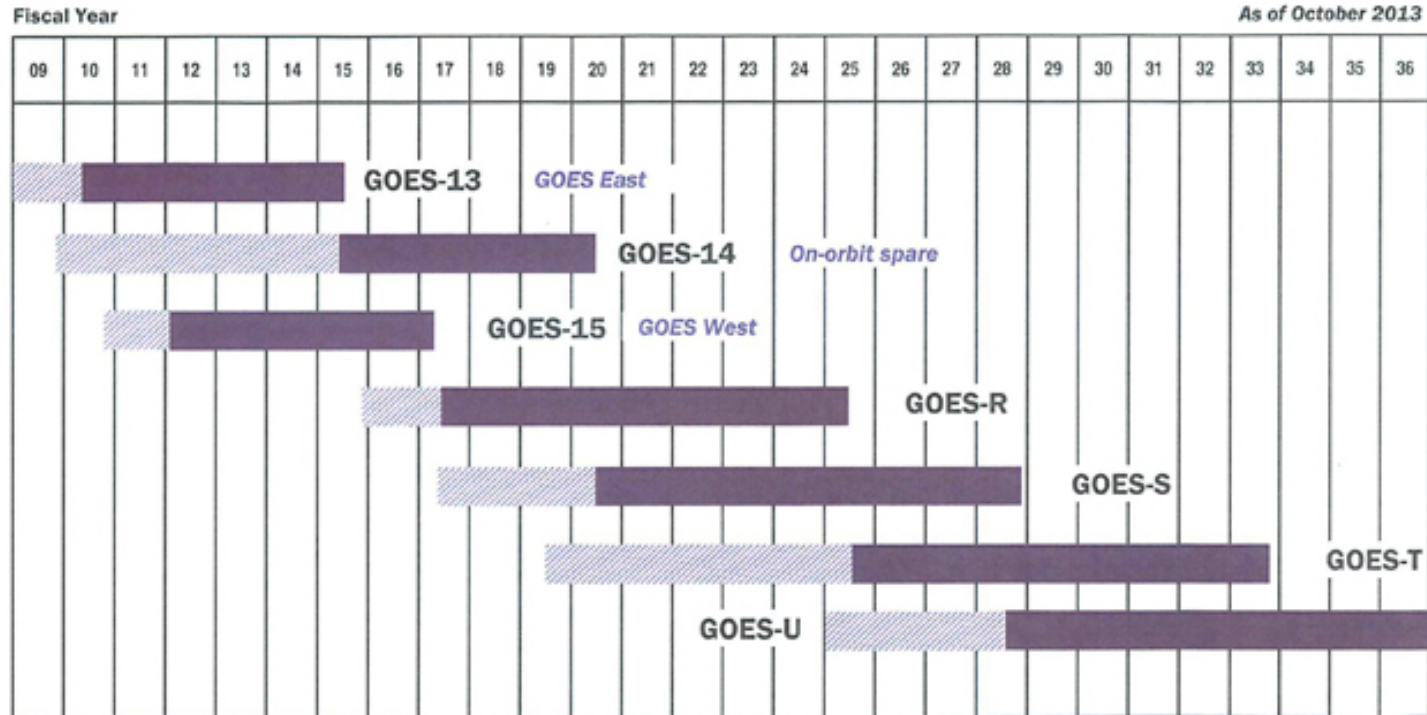 Fiscal Year
As of October 2013
09 10 11 12 13 14 15 16 17 18 19 20 21 22 23 24 25 26 27 28 29 30 31 32 33 34 35 36
GOES-13 GOES East
GOES-14 On-orbit spare
GOES-15 GOES West
GOES-R
GOES-S
GOES-T
GOES-U